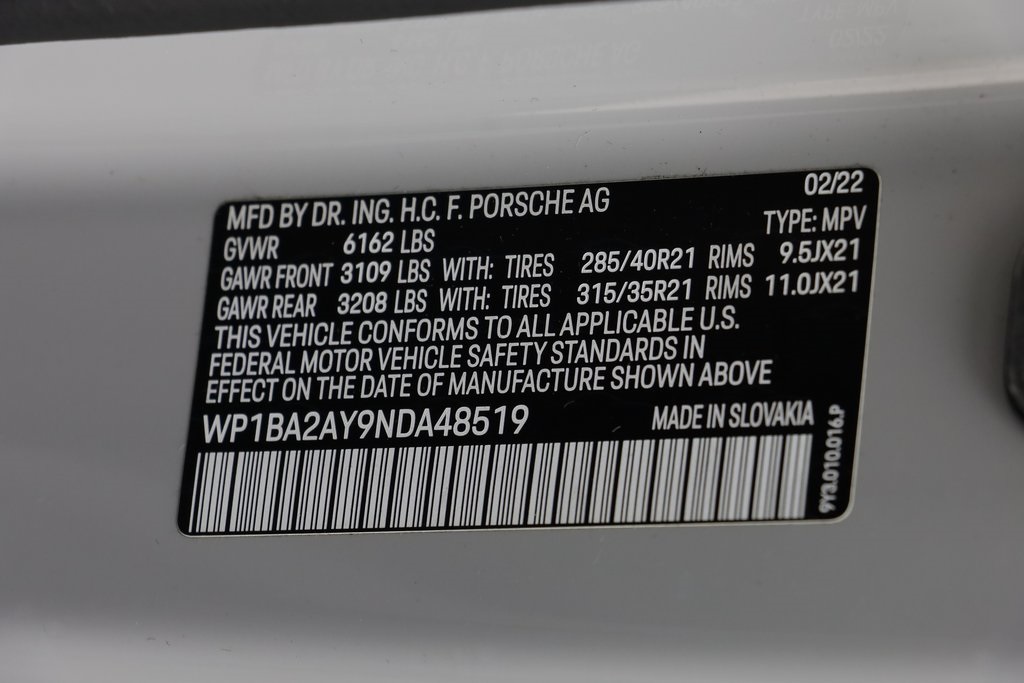 MFD BY DR. ING. H.C. F. PORSCHE AG 02/22
GVWR 6162 LBS TYPE: MPV
GAWR FRONT 3109 LBS WITH: TIRES 285/40R21 RIMS 9.5JX21
GAWR REAR 3208 LBS WITH: TIRES 315/35R21 RIMS 11.0JX21
THIS VEHICLE CONFORMS TO ALL APPLICABLE U.S.
FEDERAL MOTOR VEHICLE SAFETY STANDARDS IN
EFFECT ON THE DATE OF MANUFACTURE SHOWN ABOVE
WP1BA2AY9NDA48519 MADE IN SLOVAKIA
9Y3.010.016.P